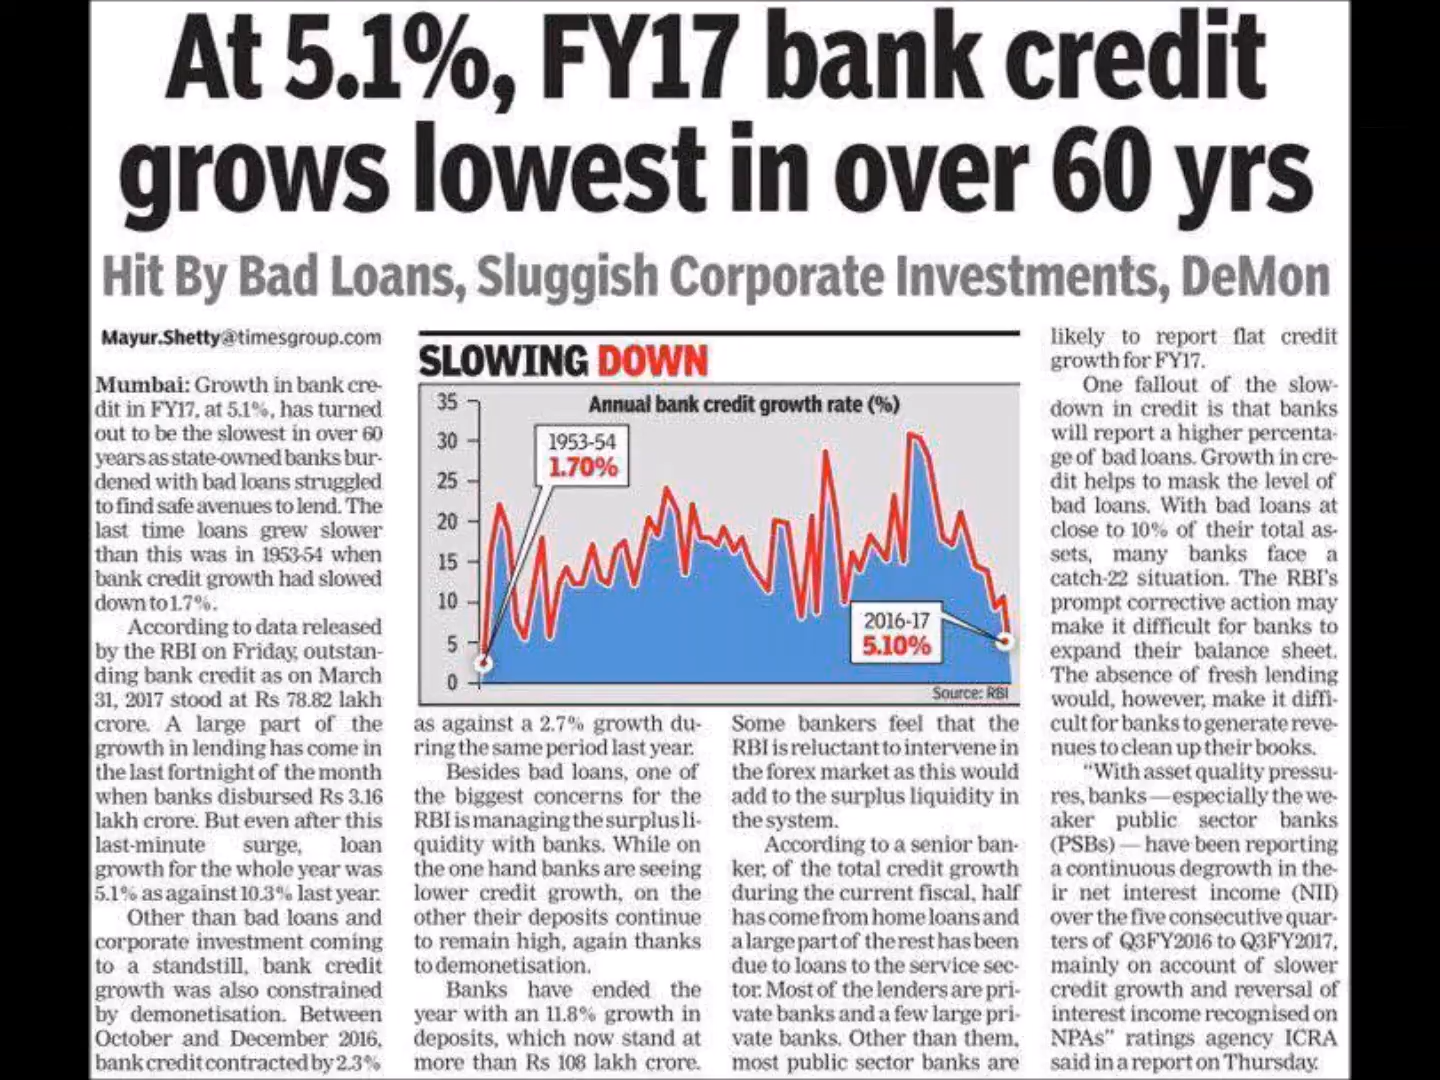 At 5.1%, FY17 bank credit
grows lowest in over 60 yrs
Hit By Bad Loans, Sluggish Corporate Investments, DeMon
Mayur.Shetty@timesgroup.com
Mumbai: Growth in bank cre-
dit in FY17, at 5.1%, has turned
out to be the slowest in over 60
years as state-owned banks bur-
dened with bad loans struggled
to find safe avenues to lend. The
last time loans grew slower
than this was in 1953-54 when
bank credit growth had slowed
down to 1.7%.
According to data released
by the RBI on Friday, outstan-
ding bank credit as on March
31, 2017 stood at Rs 78.82 lakh
crore. A large part of the
growth in lending has come in
the last fortnight of the month
when banks disbursed Rs 3.16
lakh crore. But even after this
last-minute surge, loan
growth for the whole year was
5.1% as against 10.3% last year.
Other than bad loans and
corporate investment coming
to a standstill, bank credit
growth was also constrained
by demonetisation. Between
October and December 2016,
bank credit contracted by 2.3%
SLOWING DOWN
Annual bank credit growth rate (%)
35
30
25
20
15
10
5
0
1953-54
1.70%
2016-17
5.10%
Source: RBI
as against a 2.7% growth du-
ring the same period last year.
Besides bad loans, one of
the biggest concerns for the
RBI is managing the surplus li-
quidity with banks. While on
the one hand banks are seeing
lower credit growth, on the
other their deposits continue
to remain high, again thanks
to demonetisation.
Banks have ended the
year with an 11.8% growth in
deposits, which now stand at
more than Rs 108 lakh crore.
Some bankers feel that the
RBI is reluctant to intervene in
the forex market as this would
add to the surplus liquidity in
the system.
According to a senior ban-
ker, of the total credit growth
during the current fiscal, half
has come from home loans and
a large part of the rest has been
due to loans to the service sec-
tor. Most of the lenders are pri-
vate banks and a few large pri-
vate banks. Other than them,
most public sector banks are
likely to report flat credit
growth for FY17.
One fallout of the slow-
down in credit is that banks
will report a higher percenta-
ge of bad loans. Growth in cre-
dit helps to mask the level of
bad loans. With bad loans at
close to 10% of their total as-
sets, many banks face a
catch-22 situation. The RBI's
prompt corrective action may
make it difficult for banks to
expand their balance sheet.
The absence of fresh lending
would, however, make it diffi-
cult for banks to generate reve-
nues to clean up their books.
"With asset quality pressu-
res, banks — especially the we-
aker public sector banks
(PSBs) — have been reporting
a continuous degrowth in the-
ir net interest income (NII)
over the five consecutive quar-
ters of Q3FY2016 to Q3FY2017,
mainly on account of slower
credit growth and reversal of
interest income recognised on
NPAs" ratings agency ICRA
said in a report on Thursday.